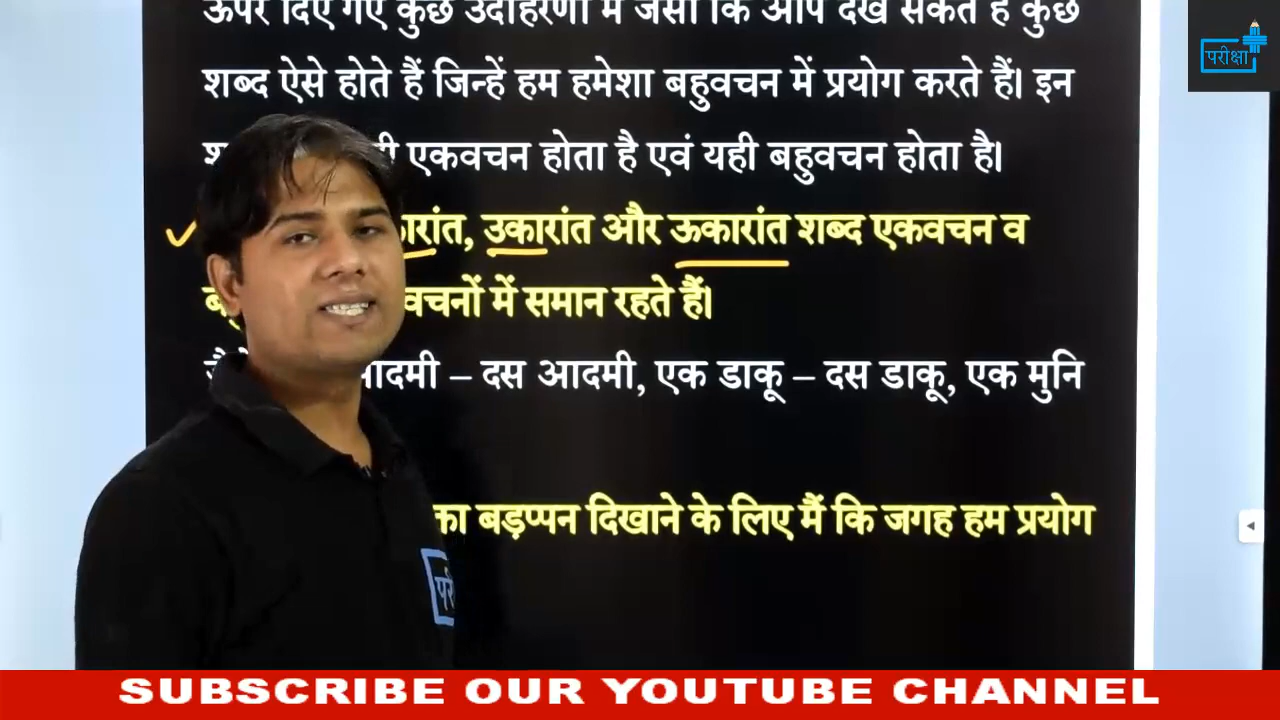 ऊपर दिए गए कुछ उदाहरणों में जैसा कि आप देख सकते हैं कुछ
परीक्षा
शब्द ऐसे होते हैं जिन्हें हम हमेशा बहुवचन में प्रयोग करते हैं। इन
एकवचन होता है एवं यही बहुवचन होता है।
उकारांत और ऊकारांत शब्द एकवचन व
में समान रहते हैं।
– दस आदमी, एक डाकू – दस डाकू, एक मुनि
का बड़प्पन दिखाने के लिए मैं कि जगह हम प्रयोग
SUBSCRIBE OUR YOUTUBE CHANNEL